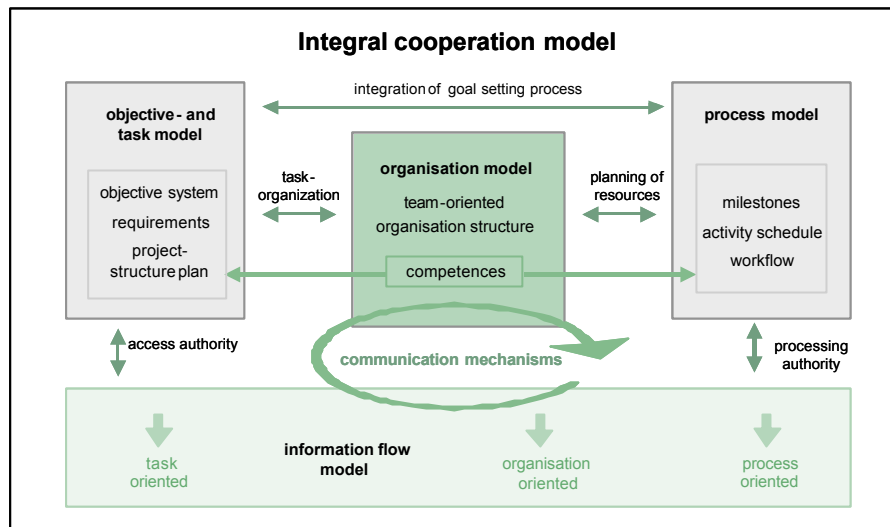 Integral cooperation model
integration of goal setting process
objective - and
task model
objective system
requirements
project-
structure plan
task-
organization
organisation model
team-oriented
organisation structure
competences
planning of
resources
process model
milestones
activity schedule
workflow
access authority
communication mechanisms
processing
authority
information flow
model
task
oriented
organisation
oriented
process
oriented